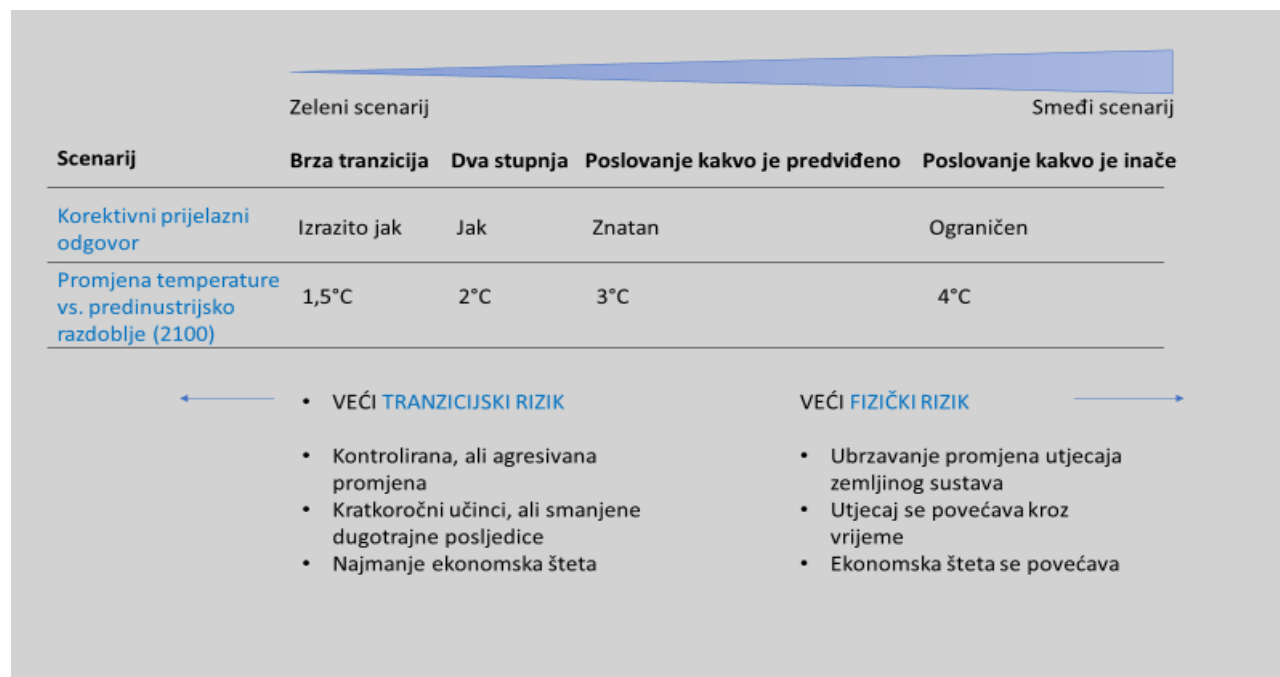 Zeleni scenarij Smeđi scenarij
Scenarij Brza tranzicija Dva stupnja Poslovanje kakvo je predviđeno Poslovanje kakvo je inače
Korektivni prijelazni
odgovor
Izrazito jak Jak Znatan Ograničen
Promjena temperature
vs. predinustrijsko
razdoblje (2100)
1,5°C 2°C 3°C 4°C
• VEĆI TRANZICIJSKI RIZIK
• Kontrolirana, ali agresivana
promjena
• Kratkoročni učinci, ali smanjene
dugotrajne posljedice
• Najmanje ekonomska šteta
VEĆI FIZIČKI RIZIK
• Ubrzavanje promjena utjecaja
zemljinog sustava
• Utjecaj se povećava kroz
vrijeme
• Ekonomska šteta se povećava